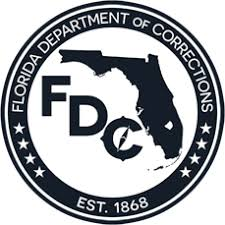 FLORIDA DEPARTMENT OF CORRECTIONS
FDC
EST. 1868